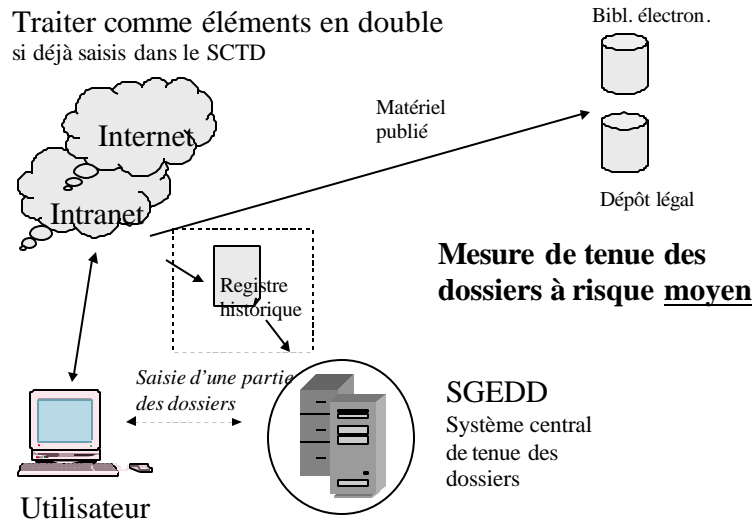 Traiter comme éléments en double
si déjà saisis dans le SCTD
Bibl. électron.
Internet
Matériel
publié
Intranet
Dépôt légal
Registre
historique
Mesure de tenue des
dossiers à risque moyen
Saisie d'une partie
des dossiers
SGEDD
Système central
de tenue des
dossiers
Utilisateur